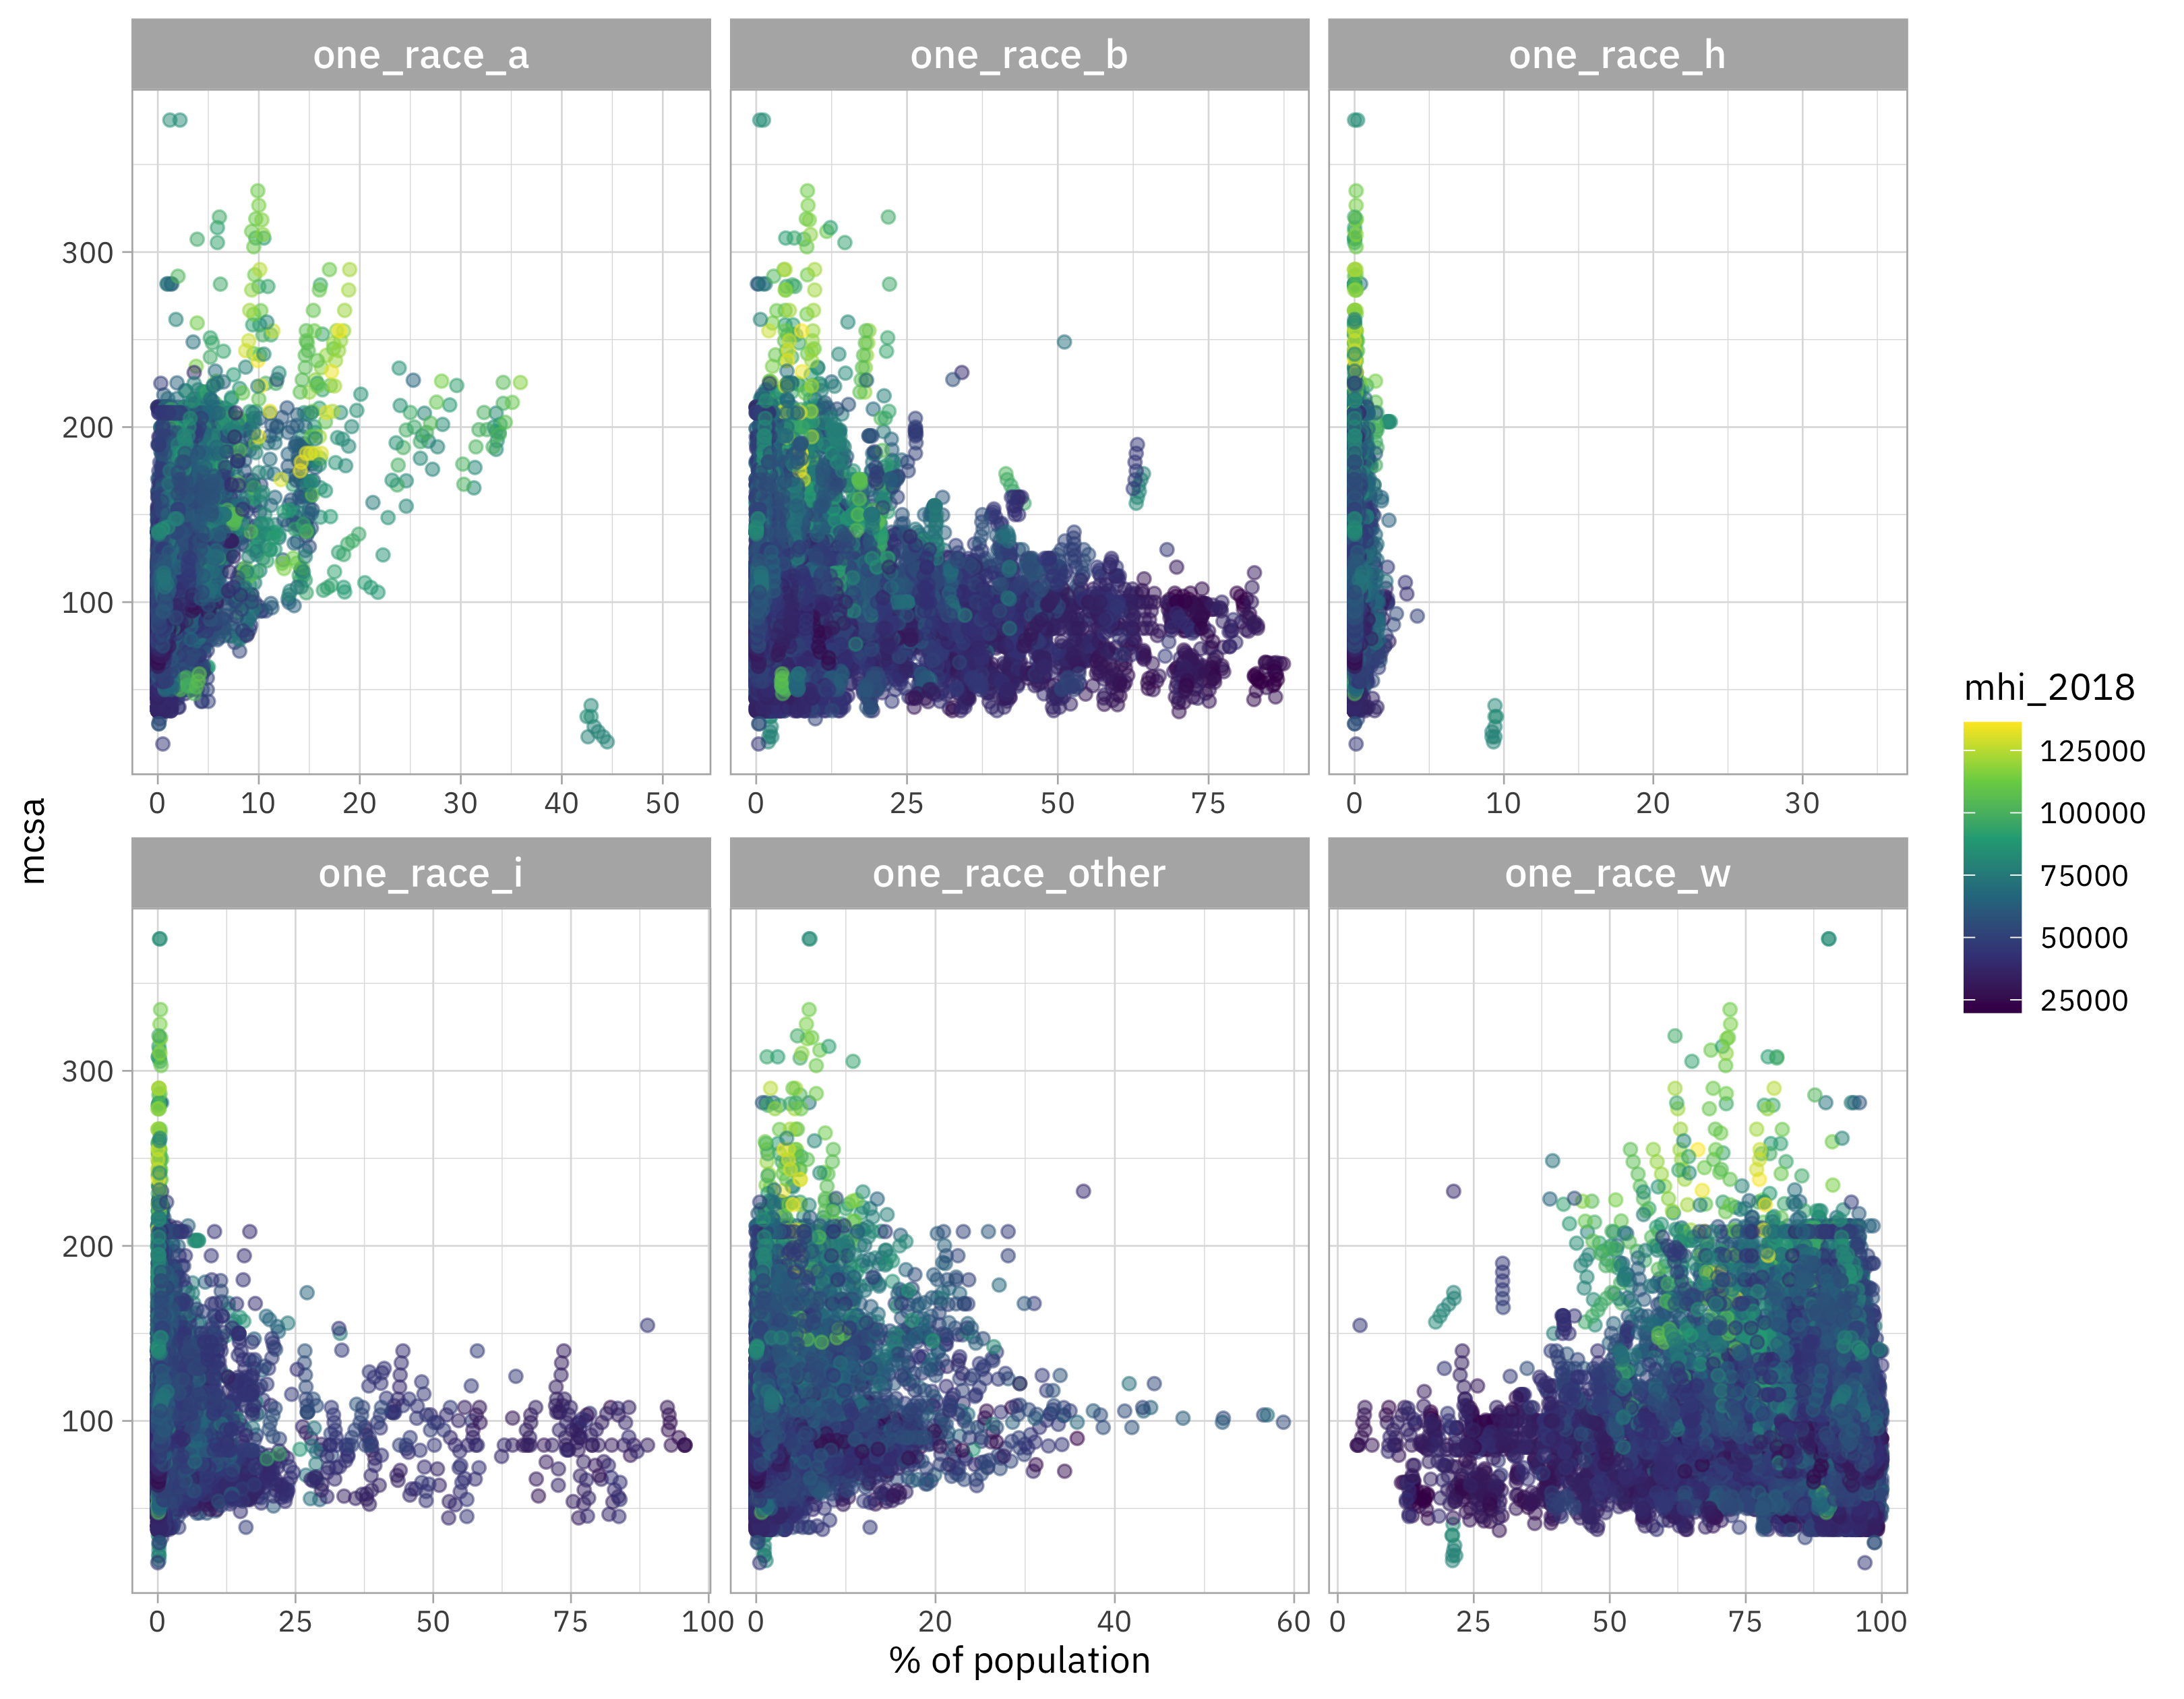 one_race_a one_race_b one_race_h
300
200
100
0 10 20 30 40 50 0 25 50 75 0 10 20 30
one_race_i one_race_other one_race_w
300
200
100
0 25 50 75 100 0 20 40 60 0 25 50 75 100
% of population
mcsa
mhi_2018
125000
100000
75000
50000
25000